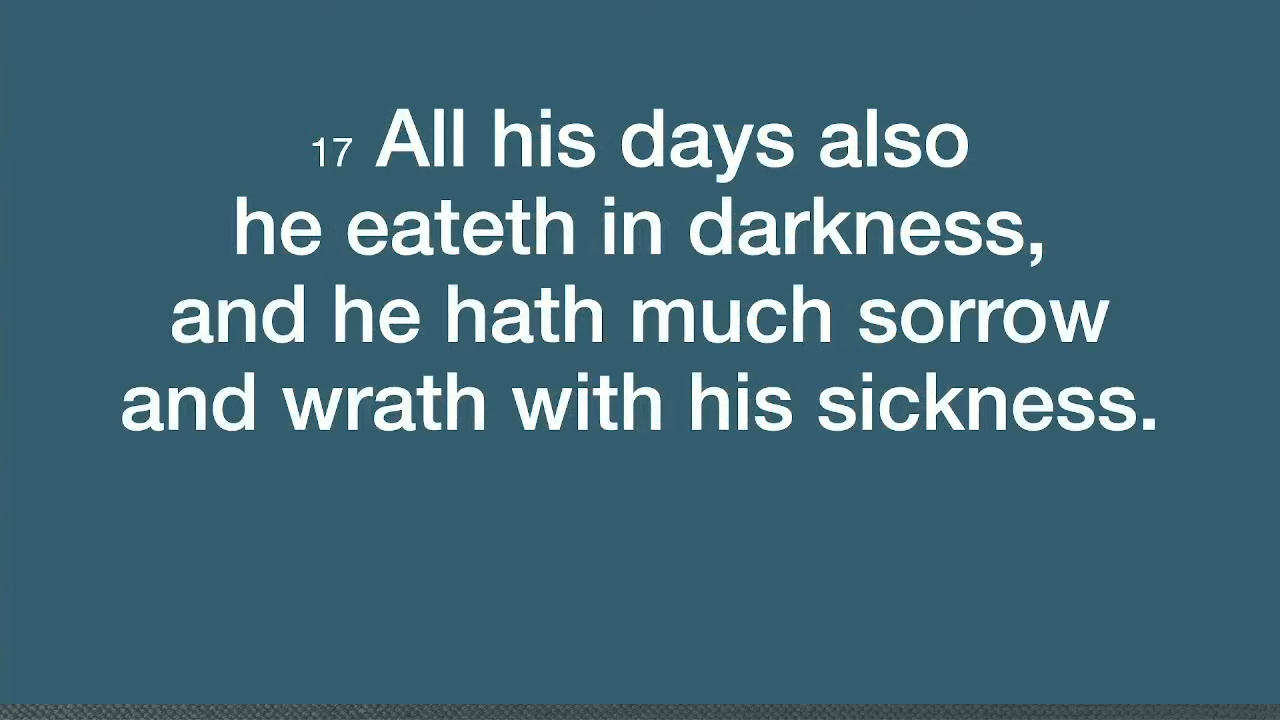 17 All his days also
he eateth in darkness,
and he hath much sorrow
and wrath with his sickness.